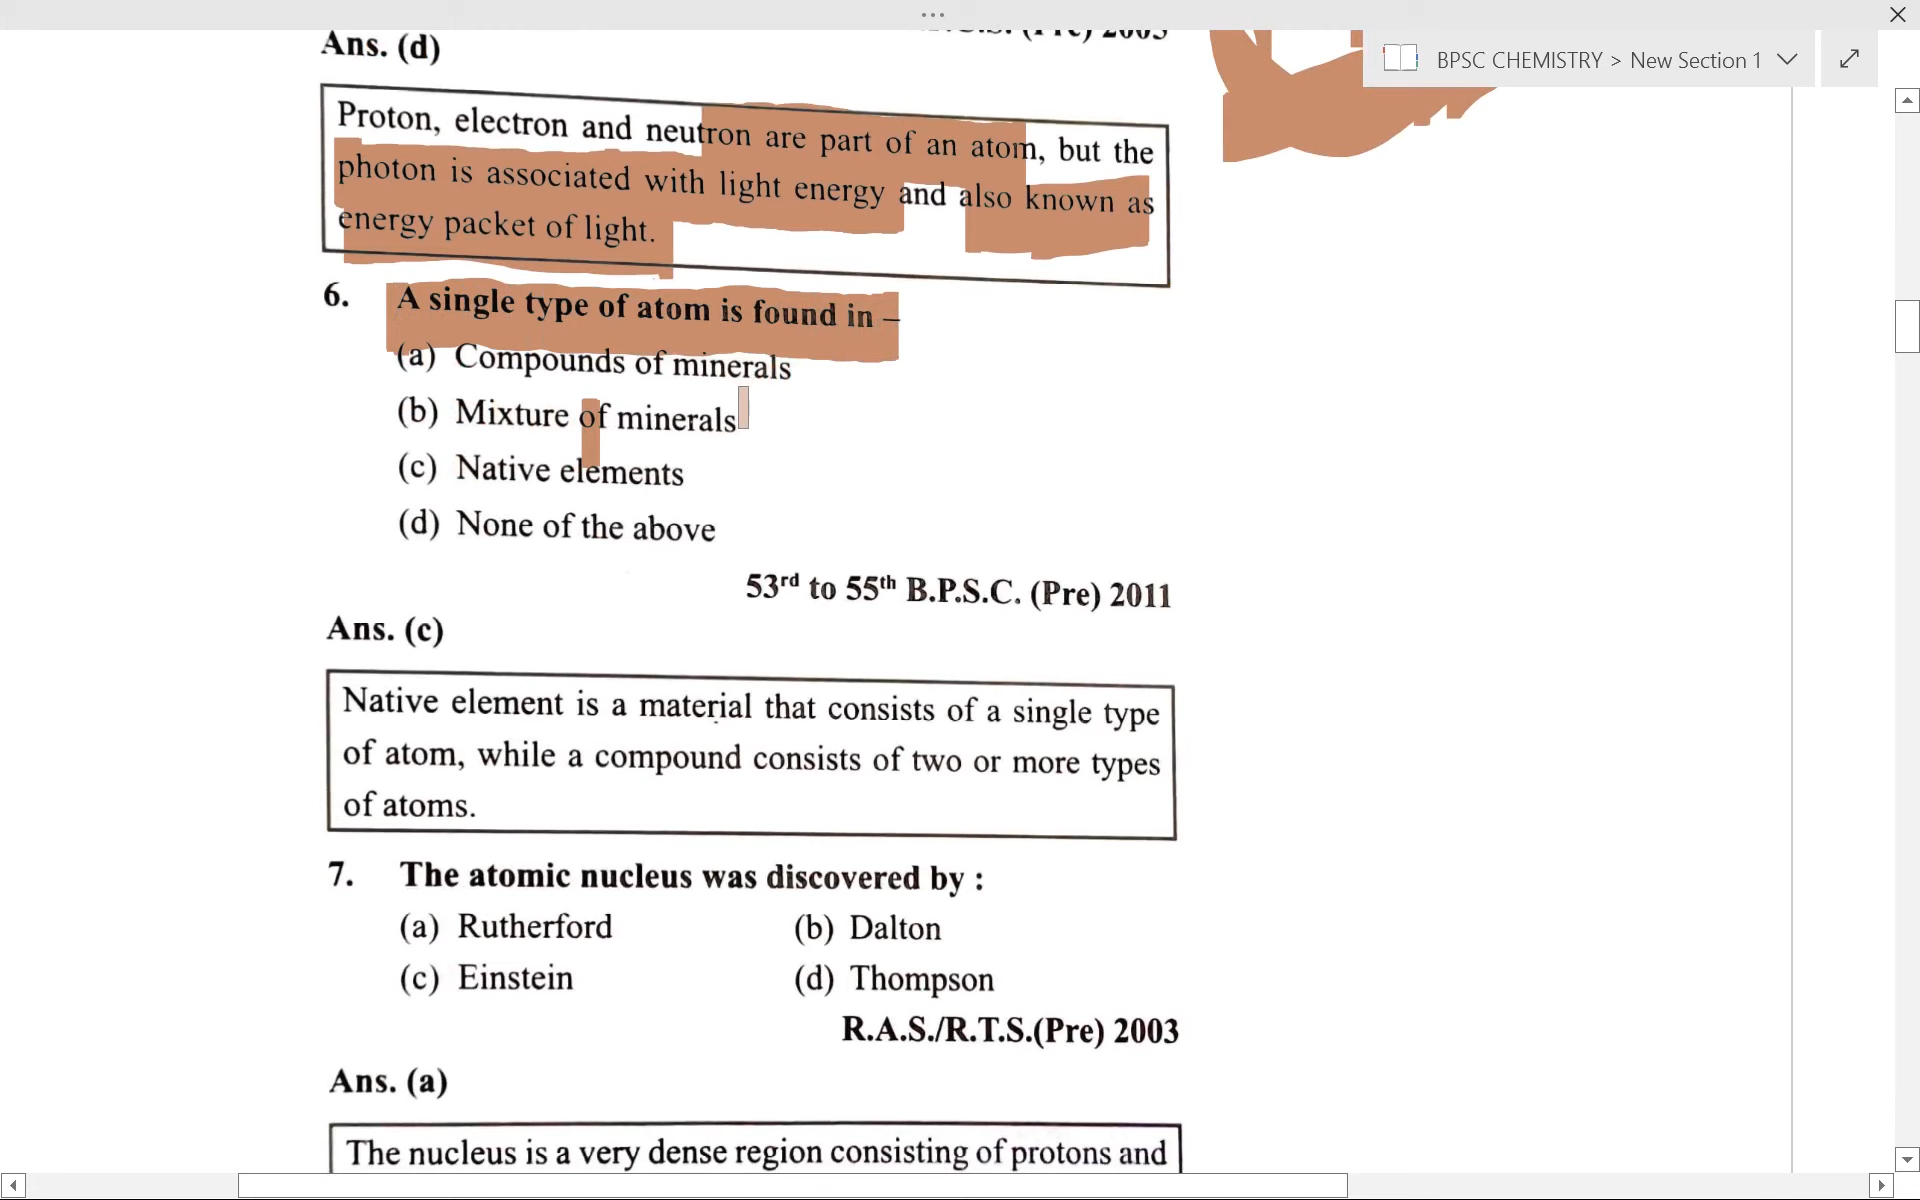 Ans. (d)
BPSC CHEMISTRY > New Section 1
Proton, electron and neutron are part of an atom, but the
photon is associated with light energy and also known as
energy packet of light.
6. A single type of atom is found in –
(a) Compounds of minerals
(b) Mixture of minerals
(c) Native elements
(d) None of the above
53rd to 55th B.P.S.C. (Pre) 2011
Ans. (c)
Native element is a material that consists of a single type
of atom, while a compound consists of two or more types
of atoms.
7. The atomic nucleus was discovered by :
(a) Rutherford (b) Dalton
(c) Einstein (d) Thompson
R.A.S./R.T.S.(Pre) 2003
Ans. (a)
The nucleus is a very dense region consisting of protons and